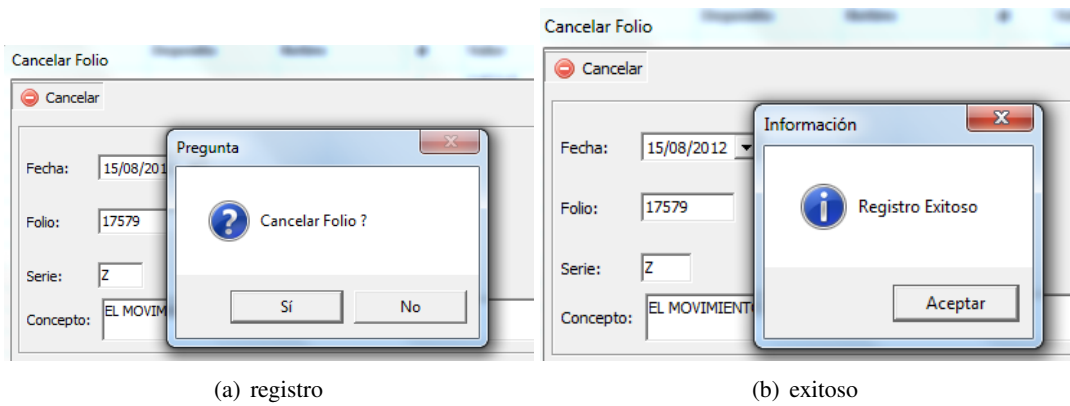 Cancelar Folio
Cancelar
Fecha: 15/08/201
Folio: 17579
Serie: Z
Concepto: EL MOVIM
Pregunta
Cancelar Folio ?
Sí No
(a) registro
Cancelar Folio
Cancelar
Fecha: 15/08/2012
Folio: 17579
Serie: Z
Concepto: EL MOVIMIENTO
Información
Registro Exitoso
Aceptar
(b) exitoso